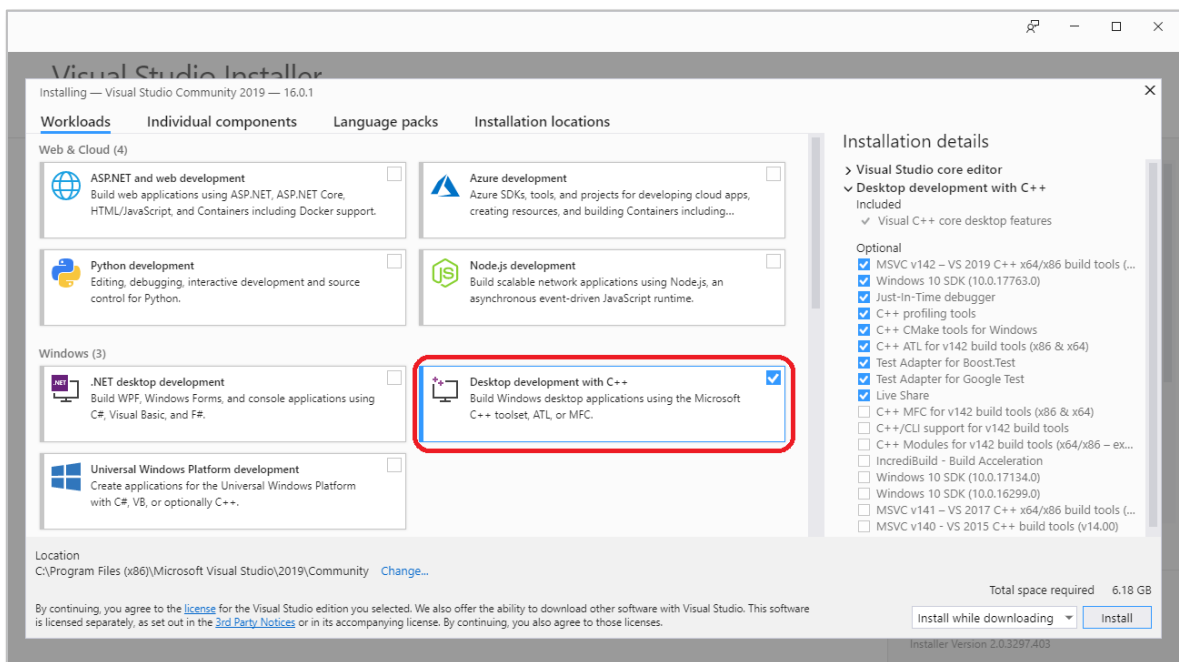 Visual Studio Installer
Installing — Visual Studio Community 2019 — 16.0.1
Workloads
Individual components
Language packs
Installation locations
Web & Cloud (4)
ASP.NET and web development
Build web applications using ASP.NET, ASP.NET Core,
HTML/JavaScript, and Containers including Docker support.
Azure development
Azure SDKs, tools, and projects for developing cloud apps,
creating resources, and building Containers including...
Python development
Editing, debugging, interactive development and source
control for Python.
Node.js development
Build scalable network applications using Node.js, an
asynchronous event-driven JavaScript runtime.
Windows (3)
.NET
.NET desktop development
Build WPF, Windows Forms, and console applications using
C#, Visual Basic, and F#.
Desktop development with C++
Build Windows desktop applications using the Microsoft
C++ toolset, ATL, or MFC.
Universal Windows Platform development
Create applications for the Universal Windows Platform
with C#, VB, or optionally C++.
Installation details
Visual Studio core editor
Desktop development with C++
Included
Visual C++ core desktop features
Optional
MSVC v142 – VS 2019 C++ x64/x86 build tools (...
Windows 10 SDK (10.0.17763.0)
Just-In-Time debugger
C++ profiling tools
C++ CMake tools for Windows
C++ ATL for v142 build tools (x86 & x64)
Test Adapter for Boost.Test
Test Adapter for Google Test
Live Share
C++ MFC for v142 build tools (x86 & x64)
C++/CLI support for v142 build tools
C++ Modules for v142 build tools (x64/x86 – ex...
IncrediBuild - Build Acceleration
Windows 10 SDK (10.0.17134.0)
Windows 10 SDK (10.0.16299.0)
MSVC v141 – VS 2017 C++ x64/x86 build tools (...
MSVC v140 - VS 2015 C++ build tools (v14.00)
Location
C:\Program Files (x86)\Microsoft Visual Studio\2019\Community Change...
Total space required 6.18 GB
By continuing, you agree to the license for the Visual Studio edition you selected. We also offer the ability to download other software with Visual Studio. This software
is licensed separately, as set out in the 3rd Party Notices or in its accompanying license. By continuing, you also agree to those licenses.
Install while downloading
Install
Installer Version 2.0.3297.403